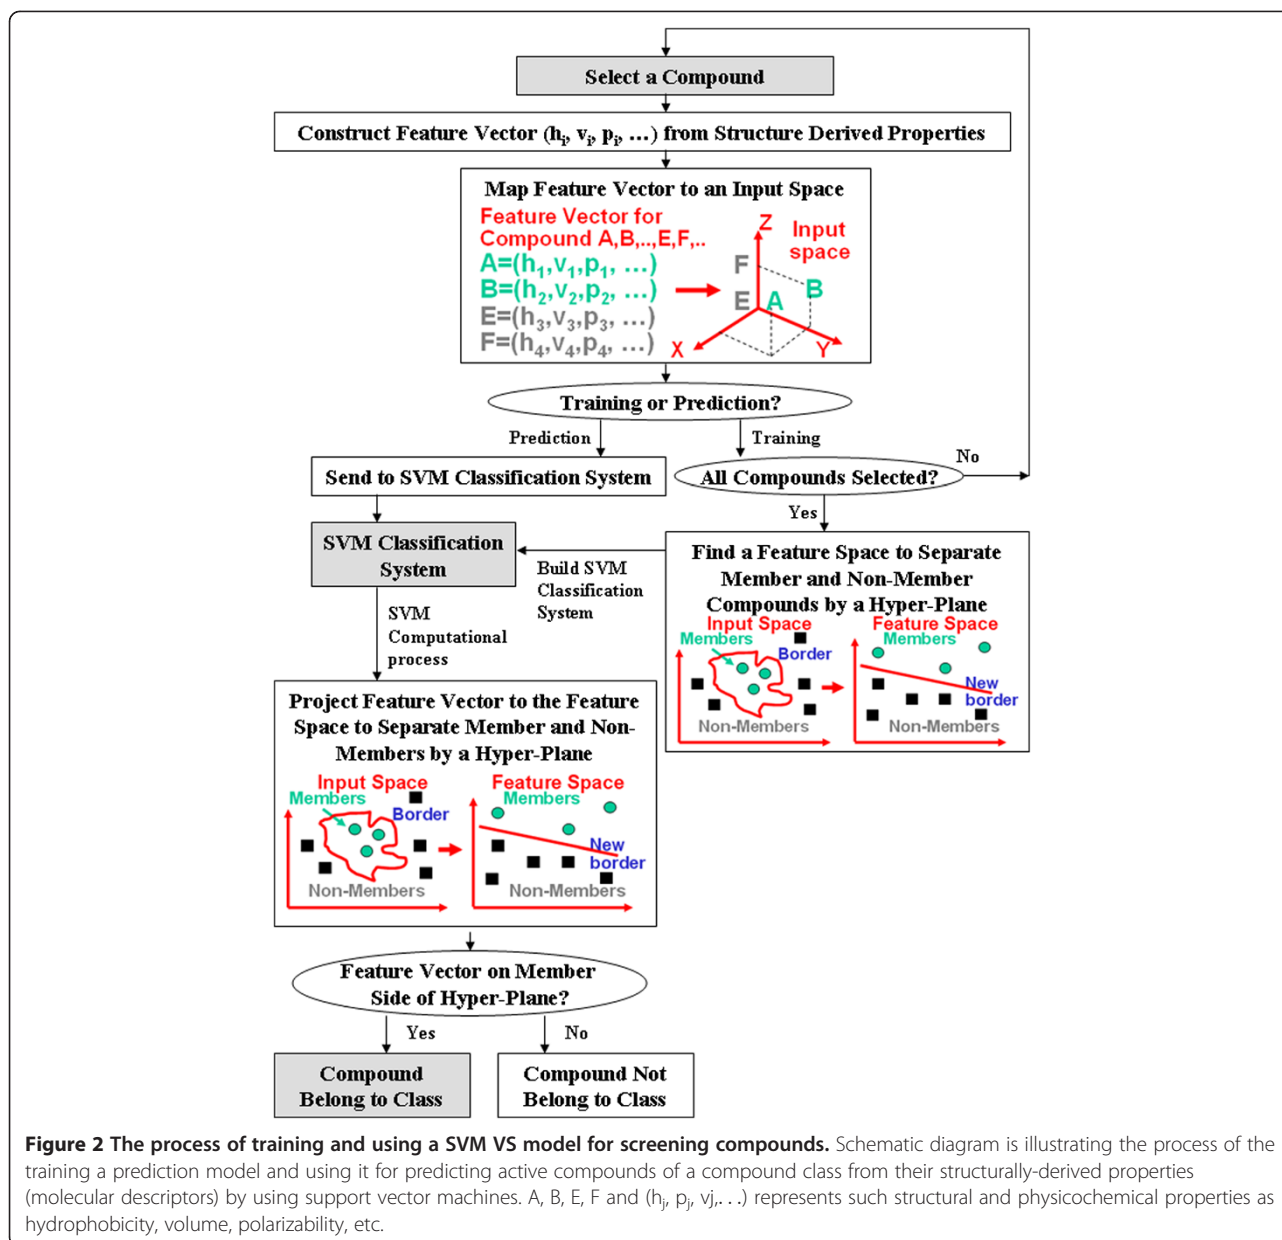 Select a Compound
Construct Feature Vector (hi, vi, pi, …) from Structure Derived Properties
Map Feature Vector to an Input Space
Feature Vector for
Compound A,B,..,E,F,..
A=(h1,v1,p1, …)
B=(h2,v2,p2, …)
E=(h3,v3,p3, …)
F=(h4,v4,p4, …)
Z
Input
space
F
B
E
A
X
Y
Training or Prediction?
Prediction
Training
Send to SVM Classification System
All Compounds Selected?
No
Yes
SVM Classification
System
Build SVM
Classification
System
Find a Feature Space to Separate
Member and Non-Member
Compounds by a Hyper-Plane
Input Space
Members
Border
Non-Members
Feature Space
Members
New
border
Non-Members
SVM
Computational
process
Project Feature Vector to the Feature
Space to Separate Member and Non-
Members by a Hyper-Plane
Input Space
Members
Border
Non-Members
Feature Space
Members
New
border
Non-Members
Feature Vector on Member
Side of Hyper-Plane?
Yes
No
Compound
Belong to Class
Compound Not
Belong to Class
Figure 2 The process of training and using a SVM VS model for screening compounds. Schematic diagram is illustrating the process of the
training a prediction model and using it for predicting active compounds of a compound class from their structurally-derived properties
(molecular descriptors) by using support vector machines. A, B, E, F and (hj, pj, vj,. . .) represents such structural and physicochemical properties as
hydrophobicity, volume, polarizability, etc.